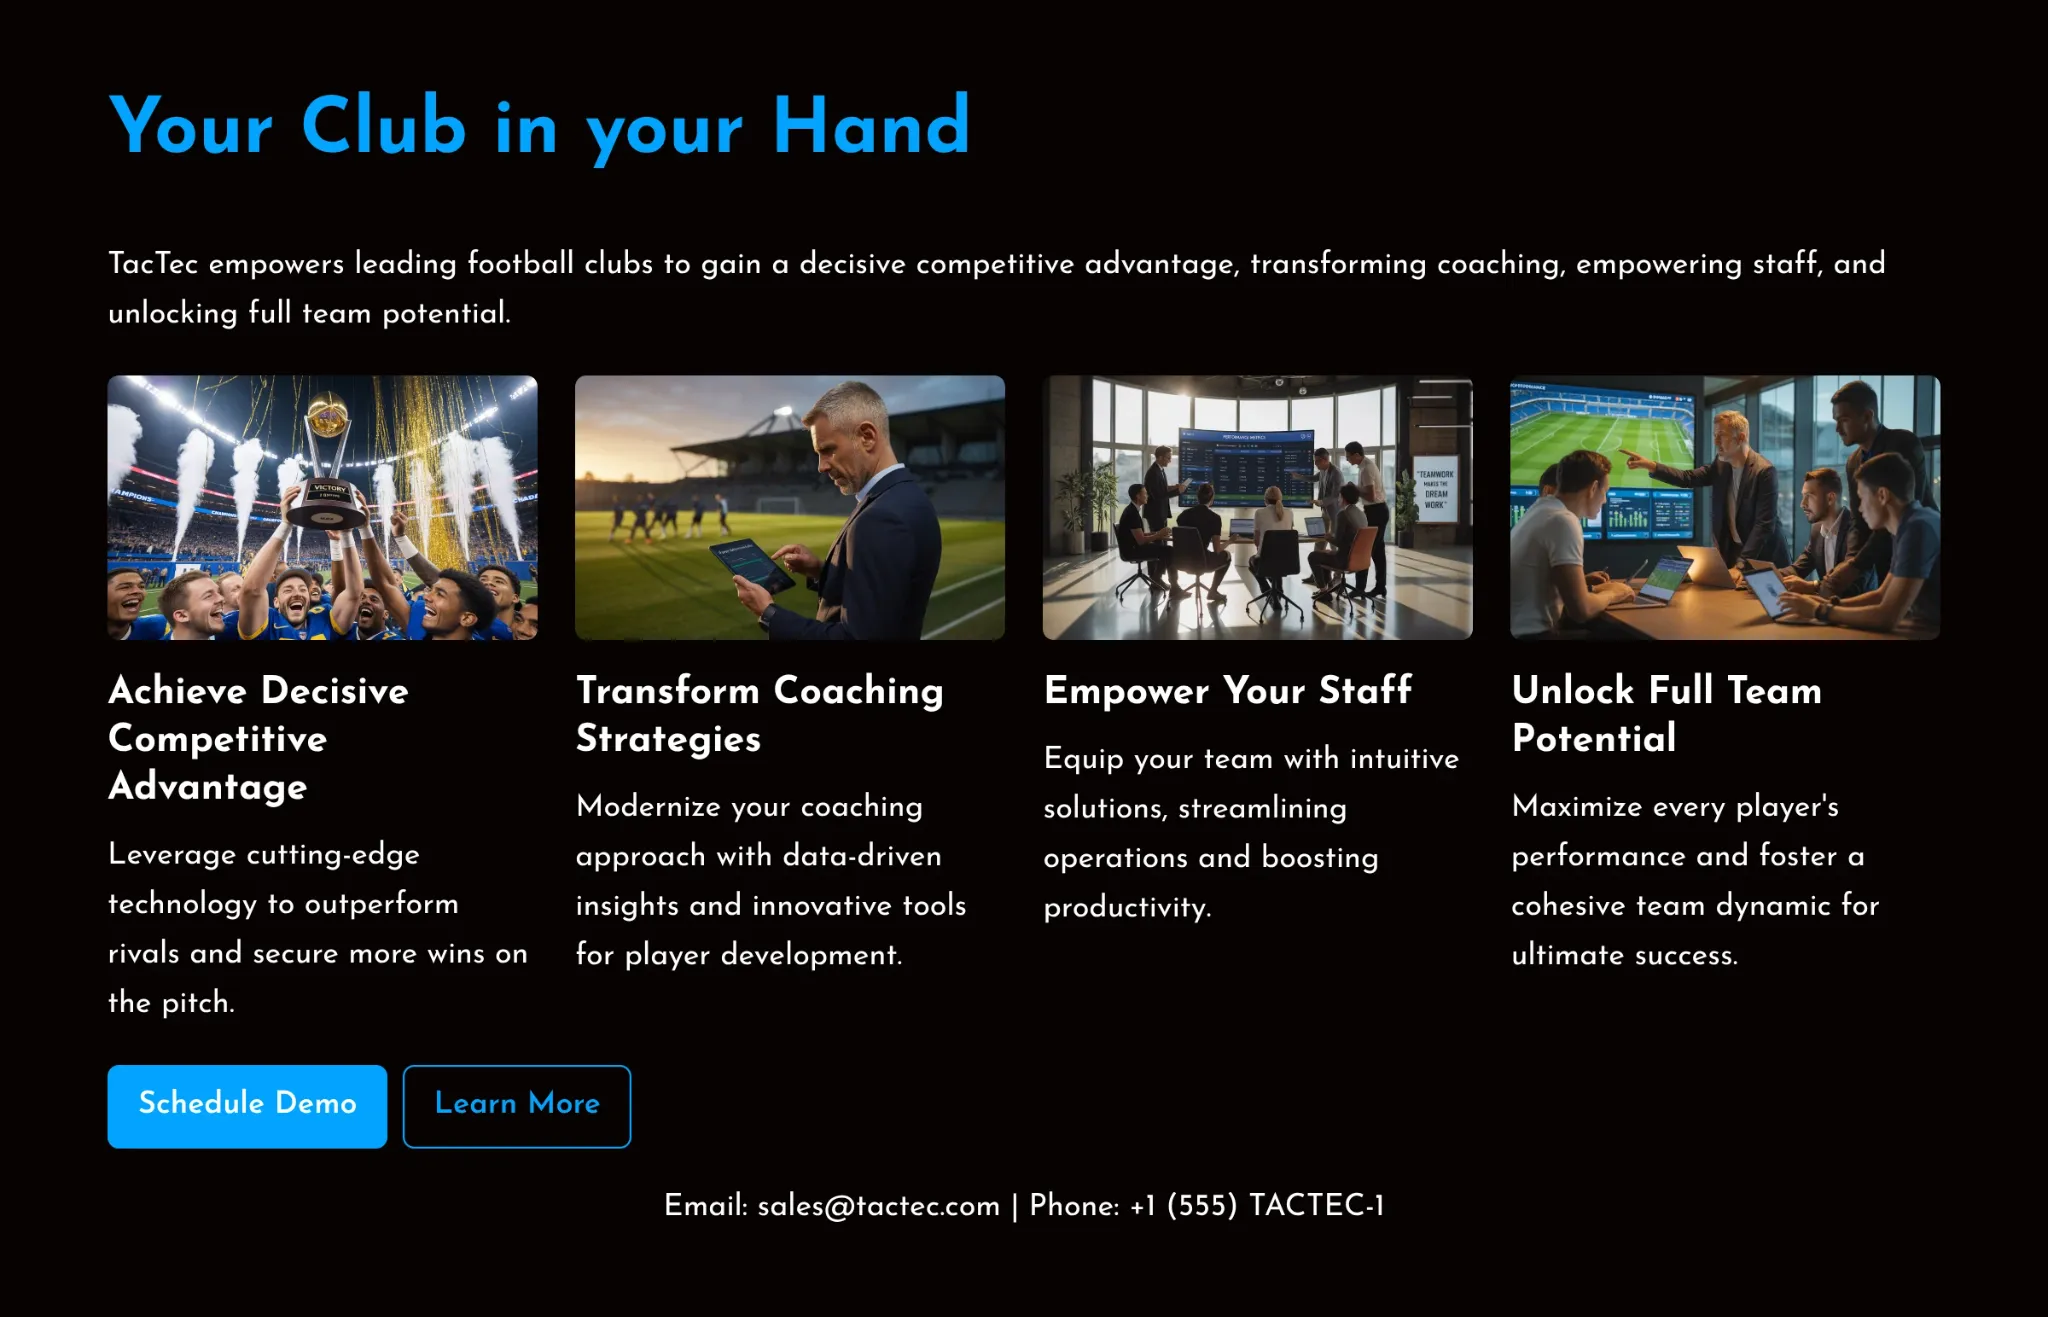 Your Club in your Hand
TacTec empowers leading football clubs to gain a decisive competitive advantage, transforming coaching, empowering staff, and
unlocking full team potential.
VICTORY
PERFORMANCE METRICS
"TEAMWORK
MAKES THE
DREAM
WORK"
Achieve Decisive
Competitive
Advantage
Leverage cutting-edge
technology to outperform
rivals and secure more wins on
the pitch.
Transform Coaching
Strategies
Modernize your coaching
approach with data-driven
insights and innovative tools
for player development.
Empower Your Staff
Equip your team with intuitive
solutions, streamlining
operations and boosting
productivity.
Unlock Full Team
Potential
Maximize every player's
performance and foster a
cohesive team dynamic for
ultimate success.
Schedule Demo
Learn More
Email: sales@tactec.com | Phone: +1 (555) TACTEC-1